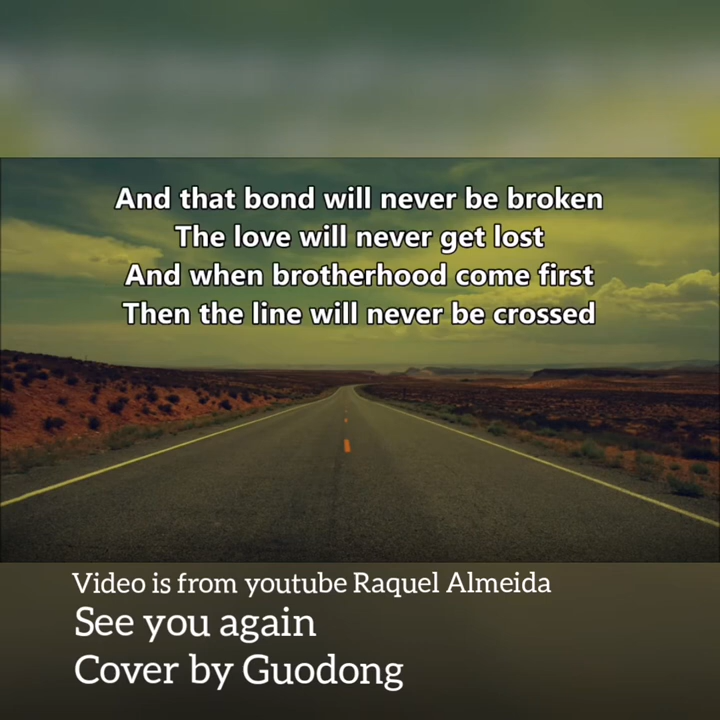 And that bond will never be broken
The love will never get lost
And when brotherhood come first
Then the line will never be crossed
Video is from youtube Raquel Almeida
See you again
Cover by Guodong